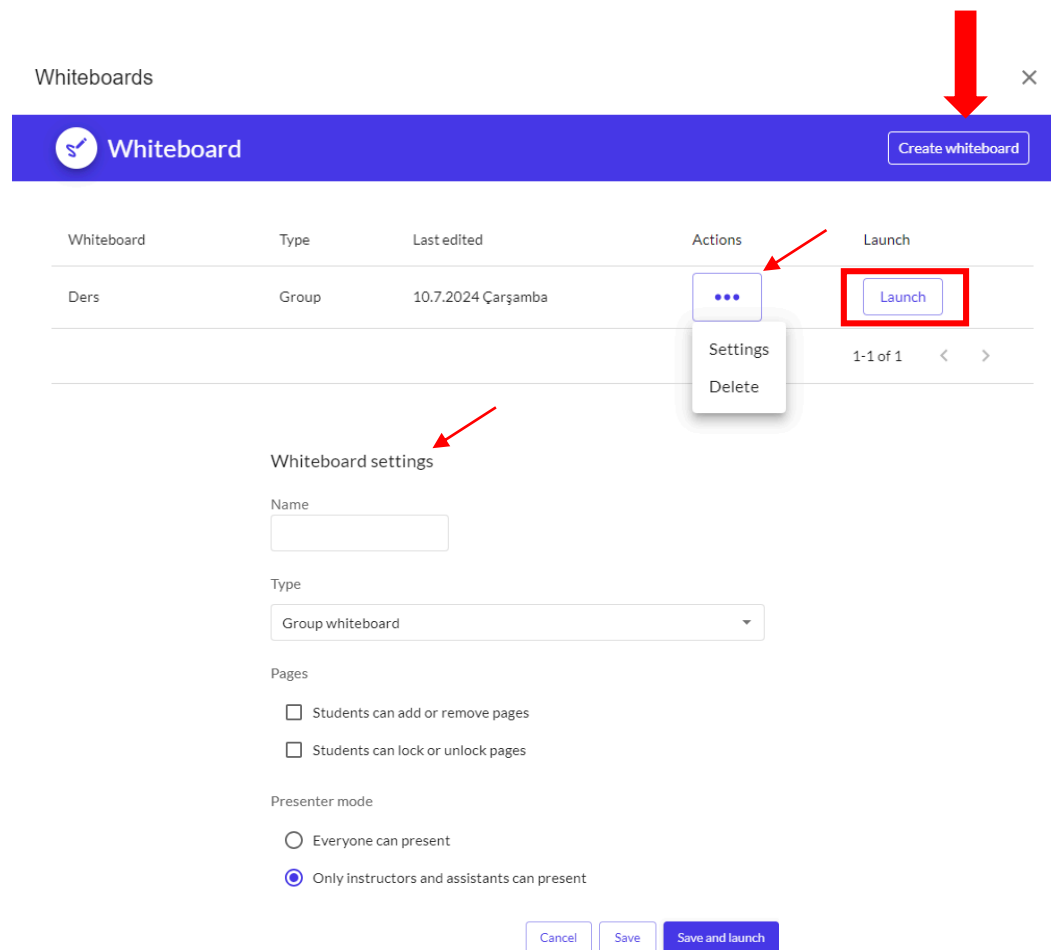 Whiteboards
Whiteboard
Create whiteboard
Whiteboard Type Last edited Actions Launch
Ders Group 10.7.2024 Çarşamba Launch
Settings
1-1 of 1
Delete
Whiteboard settings
Name
Type
Group whiteboard
Pages
Students can add or remove pages
Students can lock or unlock pages
Presenter mode
Everyone can present
Only instructors and assistants can present
Cancel Save Save and launch